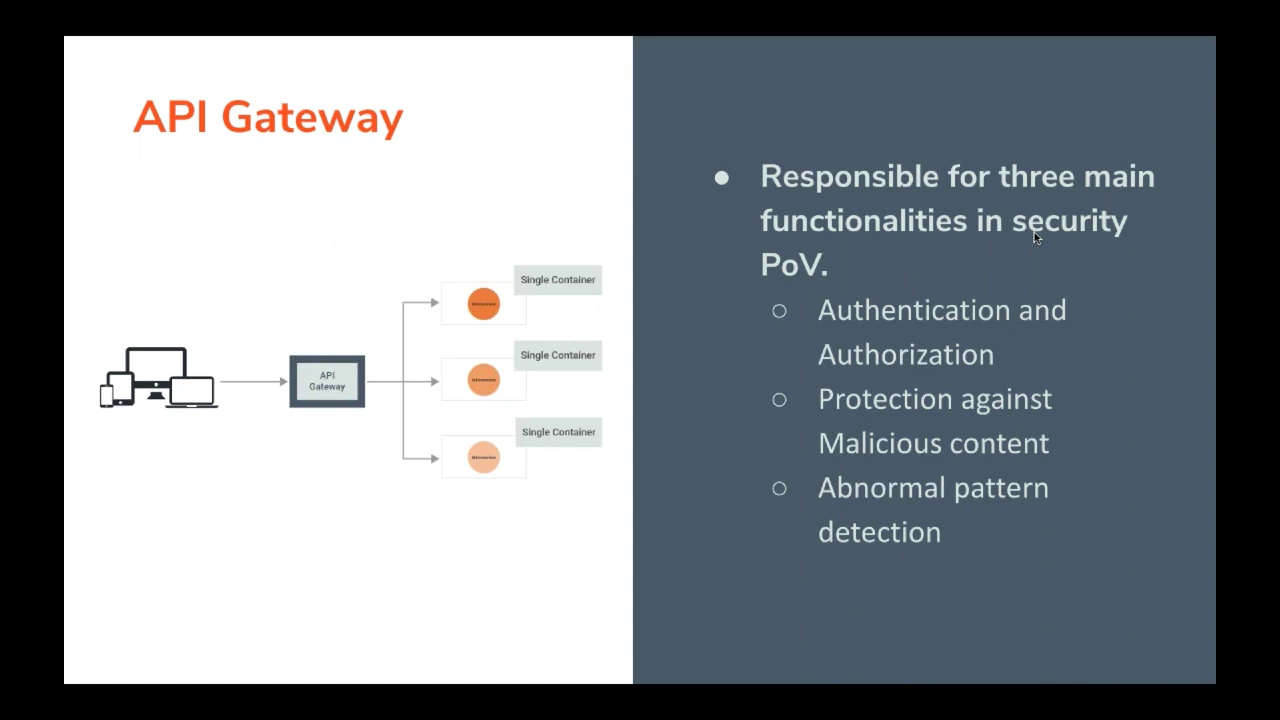 API Gateway
Single Container
API
Gateway
Single Container
Single Container
● Responsible for three main
functionalities in security
PoV.
○ Authentication and
Authorization
○ Protection against
Malicious content
○ Abnormal pattern
detection